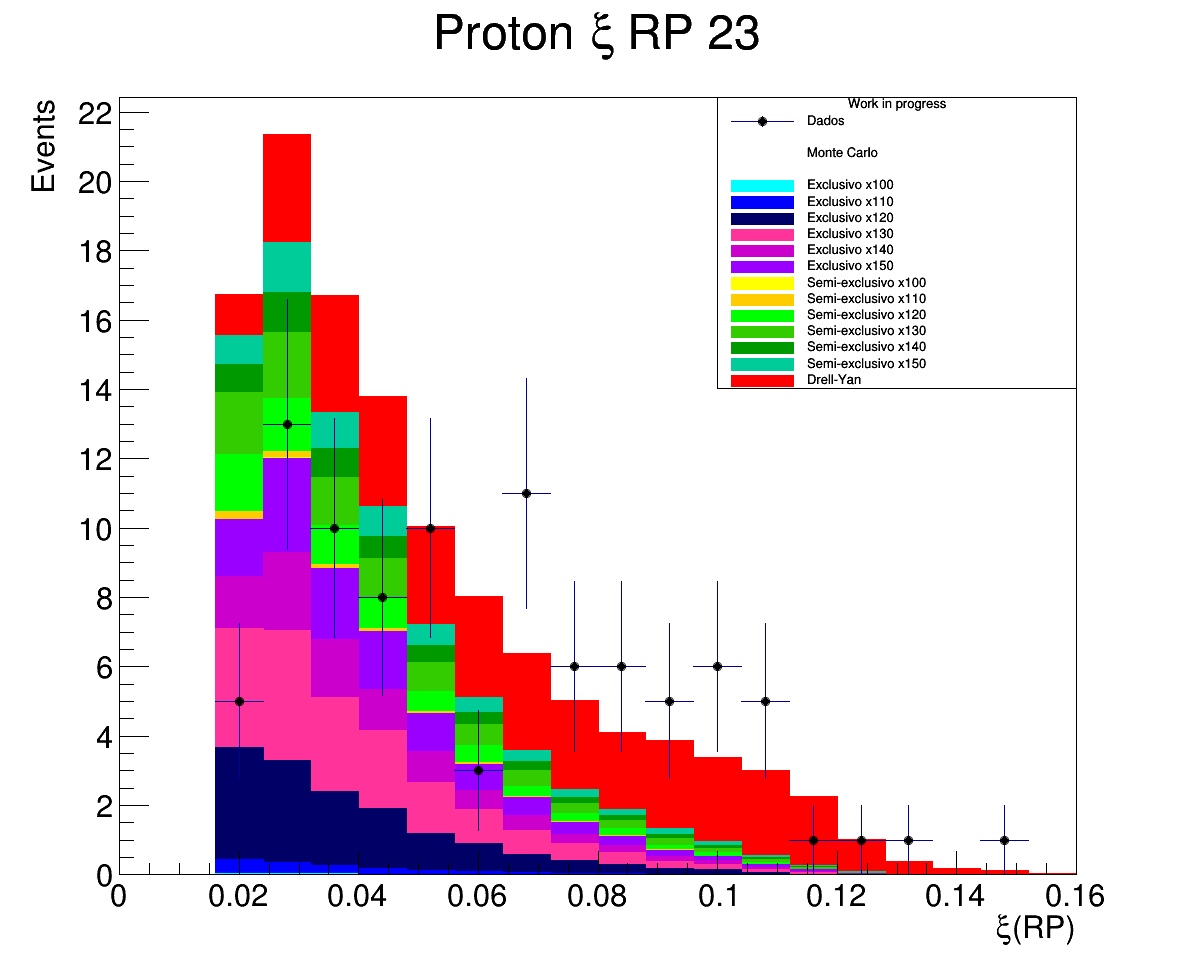 Proton ξ RP 23
Events
22
20
18
16
14
12
10
8
6
4
2
0
Work in progress
Dados
Monte Carlo
Exclusivo x100
Exclusivo x110
Exclusivo x120
Exclusivo x130
Exclusivo x140
Exclusivo x150
Semi-exclusivo x100
Semi-exclusivo x110
Semi-exclusivo x120
Semi-exclusivo x130
Semi-exclusivo x140
Semi-exclusivo x150
Drell-Yan
0 0.02 0.04 0.06 0.08 0.1 0.12 0.14 0.16
ξ(RP)